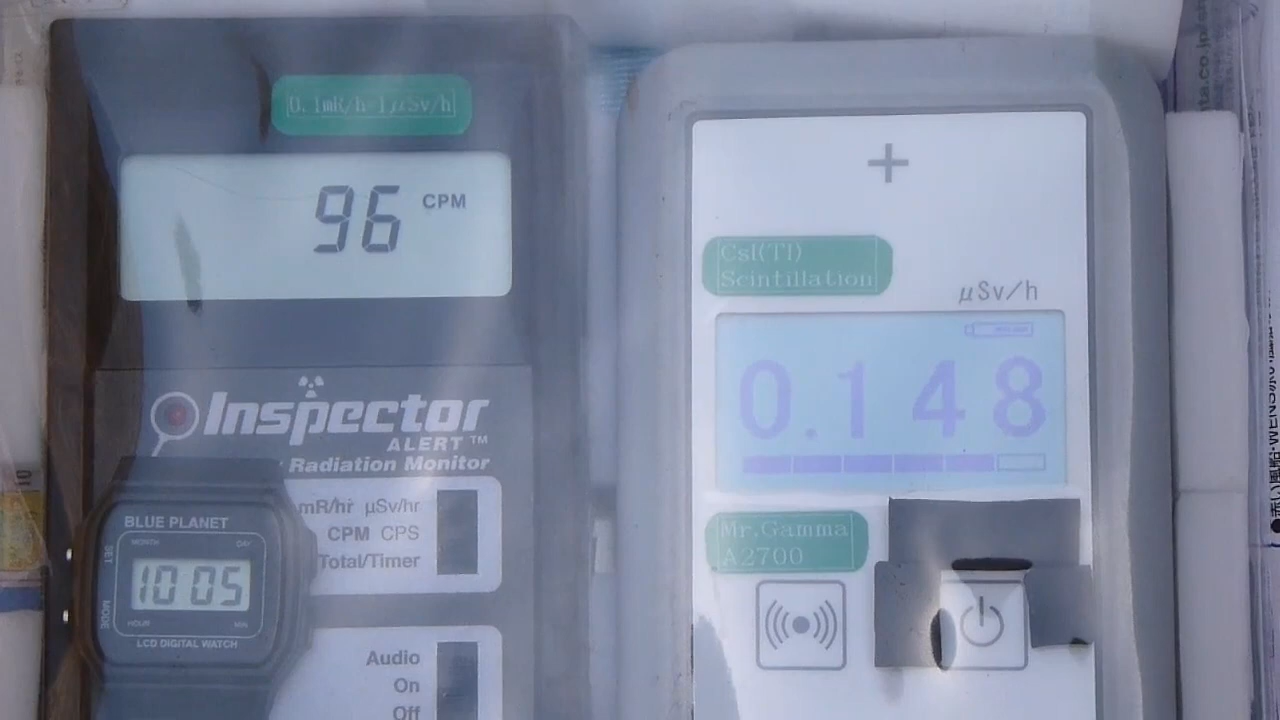 0.1mR/h=1μSv/h
96 CPM
Inspector
ALERT™
Radiation Monitor
mR/hr μSv/hr
CPM CPS
Total/Timer
Audio
On
Off
BLUE PLANET
MONTH DAY
SET
10 05
MODE
HOUR MIN
LCD DIGITAL WATCH
+
CsI(Tl)
Scintillation
μSv/h
0.148
Mr.Gamma
A2700
10